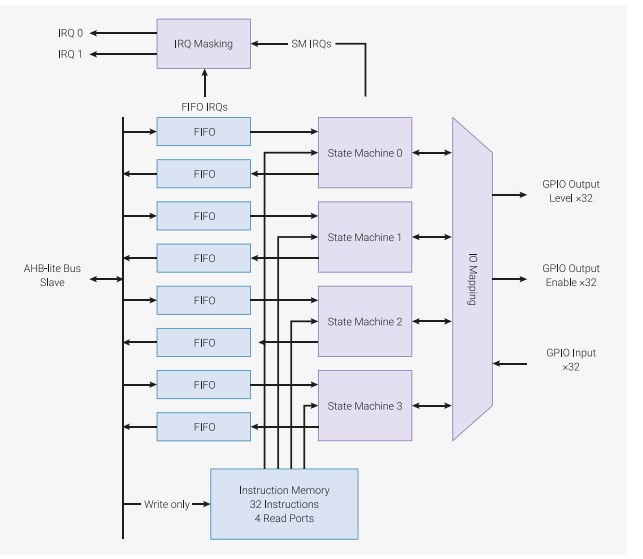 IRQ 0
IRQ 1
IRQ Masking
SM IRQs
FIFO IRQs
FIFO
FIFO
State Machine 0
FIFO
FIFO
State Machine 1
FIFO
FIFO
State Machine 2
FIFO
FIFO
State Machine 3
AHB-lite Bus
Slave
IO Mapping
GPIO Output
Level ×32
GPIO Output
Enable ×32
GPIO Input
×32
Write only
Instruction Memory
32 Instructions
4 Read Ports